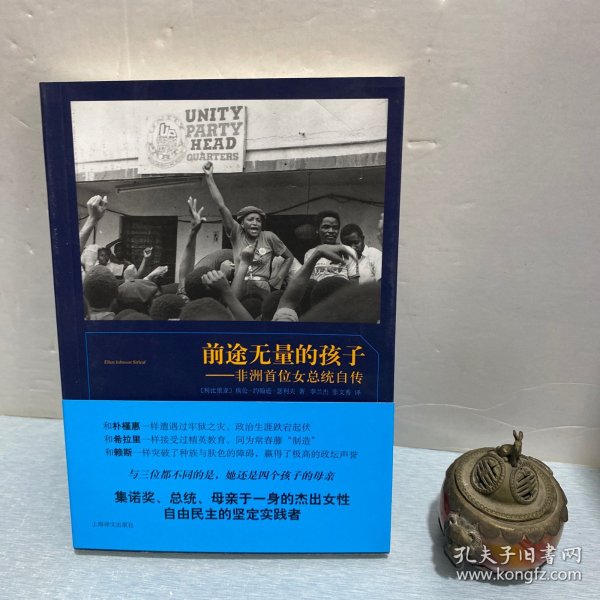 UNITY
PARTY
HEAD
QUARTERS
Ellen Johnson Sirleaf
前途无量的孩子
——非洲首位女总统自传
〔利比里亚〕埃伦·约翰逊·瑟利夫 著 李兰杰 张文秀 译
和朴槿惠一样遭遇过牢狱之灾、政治生涯跌宕起伏
和希拉里一样接受过精英教育、同为常春藤“制造”
和赖斯一样突破了种族与肤色的障碍、赢得了极高的政坛声誉
与三位都不同的是，她还是四个孩子的母亲
集诺奖、总统、母亲于一身的杰出女性
自由民主的坚定实践者
上海译文出版社
孔夫子旧书网
www.kongfz.com